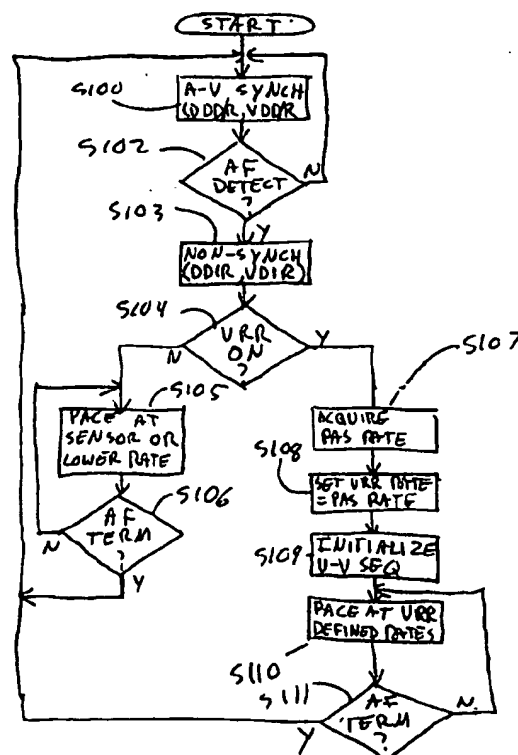 START
S100
A-V SYNCH
(DDD/R, VDD/R
S102
AF
DETECT
?
N
Y
S103
NON-SYNCH
(DDIR, VDIR)
S104
VRR
ON
?
N
Y
S105
PACE AT
SENSOR OR
LOWER RATE
S106
AF
TERM
?
N
Y
S107
ACQUIRE
PAS RATE
S108
SET VRR RATE
=PAS RATE
S109
INITIALIZE
V-V SEQ
PACE AT VRR
DEFINED RATES
S110
S111
AF
TERM
?
N
Y